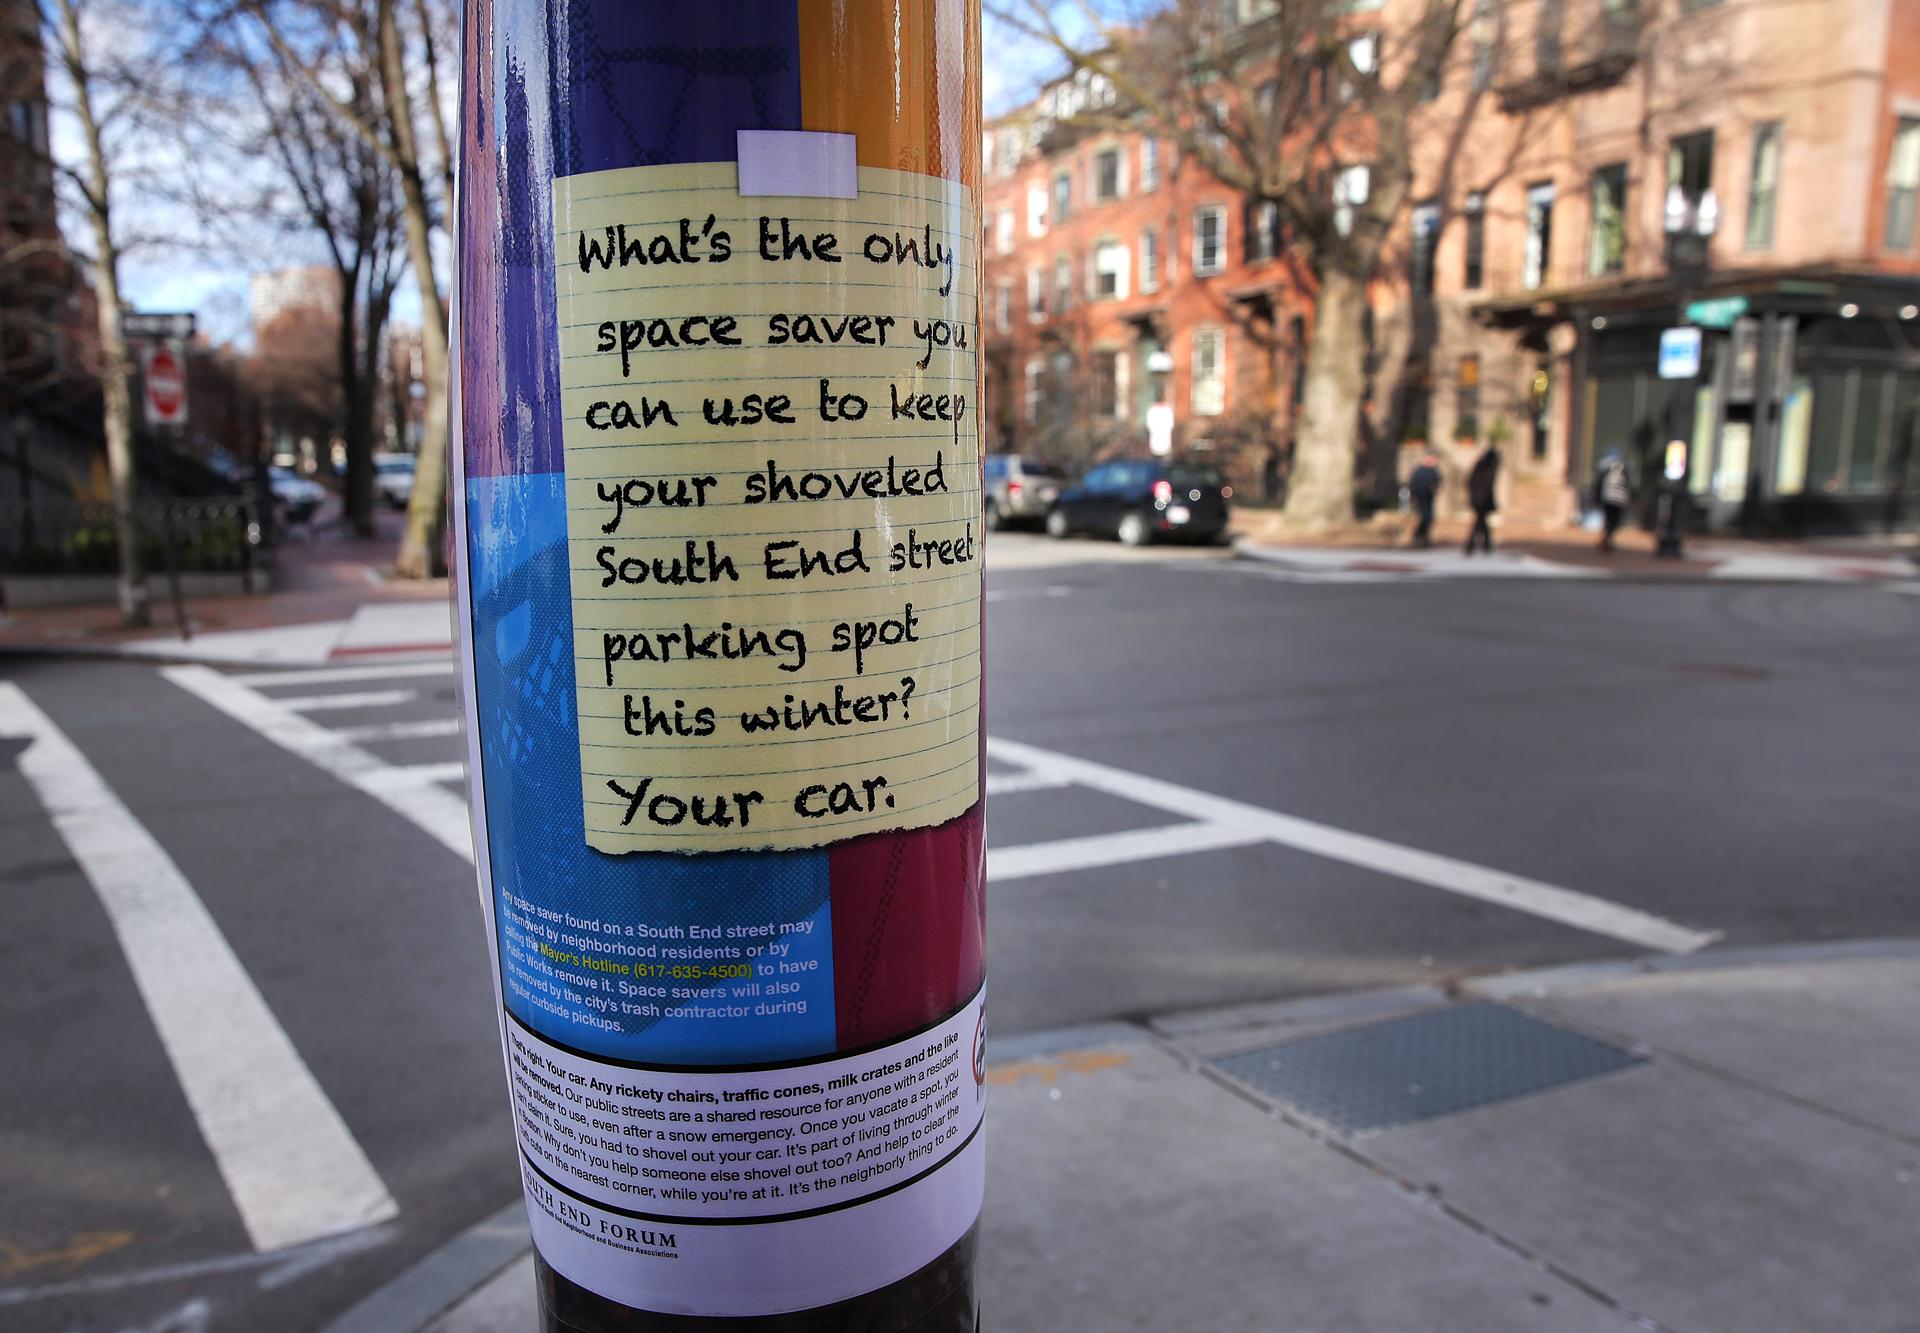 What's the only
space saver you
can use to keep
your shoveled
South End street
parking spot
this winter?
Your car.
Any space saver found on a South End street may
be removed by neighborhood residents or by
calling the Mayor's Hotline (617-635-4500) to have
Public Works remove it. Space savers will also
be removed by the city's trash contractor during
regular curbside pickups.
That's right. Your car. Any rickety chairs, traffic cones, milk crates and the like
will be removed. Our public streets are a shared resource for anyone with a resident
parking sticker to use, even after a snow emergency. Once you vacate a spot, you
can't claim it. Sure, you had to shovel out your car. It's part of living through winter
in Boston. Why don't you help someone else shovel out too? And help to clear the
curb cuts on the nearest corner, while you're at it. It's the neighborly thing to do.
SOUTH END FORUM
of South End Neighborhood and Business Associations